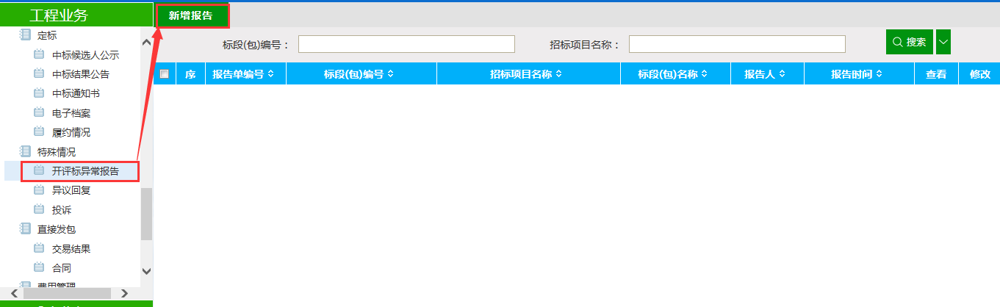 工程业务
定标
中标候选人公示
中标结果公告
中标通知书
电子档案
履约情况
特殊情况
开评标异常报告
异议回复
投诉
直接发包
交易结果
合同
费用管理
新增报告
标段(包)编号：
招标项目名称：
搜索
序 报告单编号 标段(包)编号 招标项目名称 标段(包)名称 报告人 报告时间 查看 修改